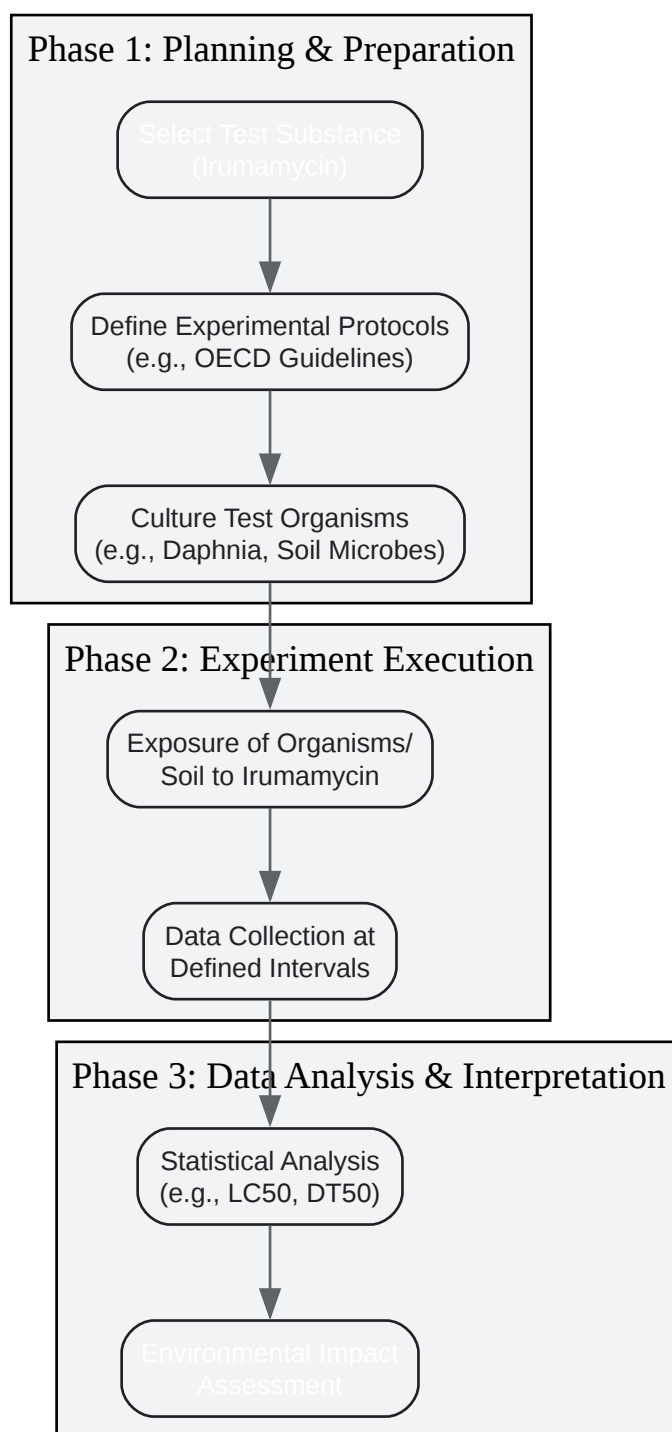 Phase 1: Planning & Preparation
Select Test Substance
(Irumamycin)
Define Experimental Protocols
(e.g., OECD Guidelines)
Culture Test Organisms
(e.g., Daphnia, Soil Microbes)
Phase 2: Experiment Execution
Exposure of Organisms/
Soil to Irumamycin
Data Collection at
Defined Intervals
Phase 3: Data Analysis & Interpretation
Statistical Analysis
(e.g., LC50, DT50)
Environmental Impact
Assessment